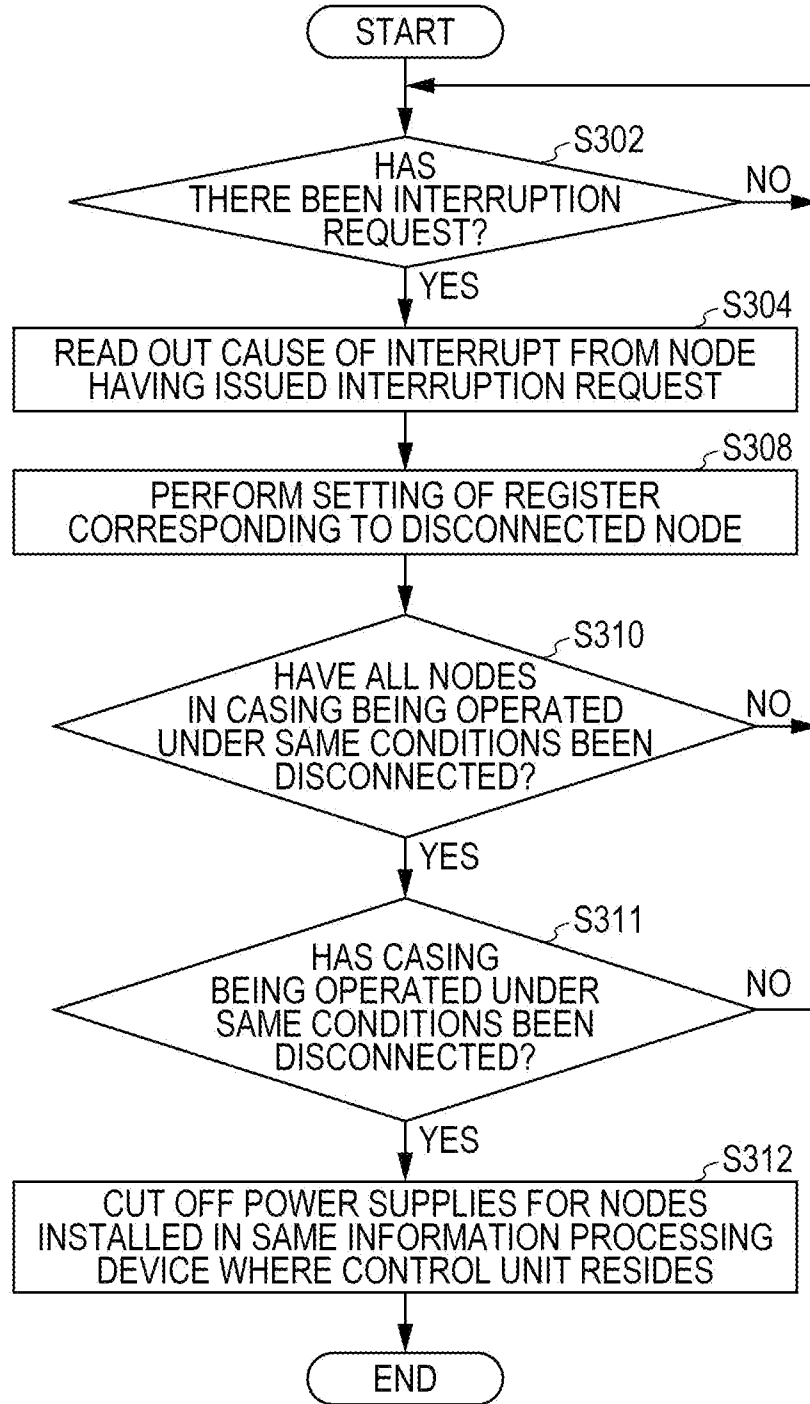 START
S302
HAS
THERE BEEN INTERRUPTION
REQUEST?
NO
YES
S304
READ OUT CAUSE OF INTERRUPT FROM NODE
HAVING ISSUED INTERRUPTION REQUEST
S308
PERFORM SETTING OF REGISTER
CORRESPONDING TO DISCONNECTED NODE
S310
HAVE ALL NODES
IN CASING BEING OPERATED
UNDER SAME CONDITIONS BEEN
DISCONNECTED?
NO
YES
S311
HAS CASING
BEING OPERATED UNDER
SAME CONDITIONS BEEN
DISCONNECTED?
NO
YES
S312
CUT OFF POWER SUPPLIES FOR NODES
INSTALLED IN SAME INFORMATION PROCESSING
DEVICE WHERE CONTROL UNIT RESIDES
END